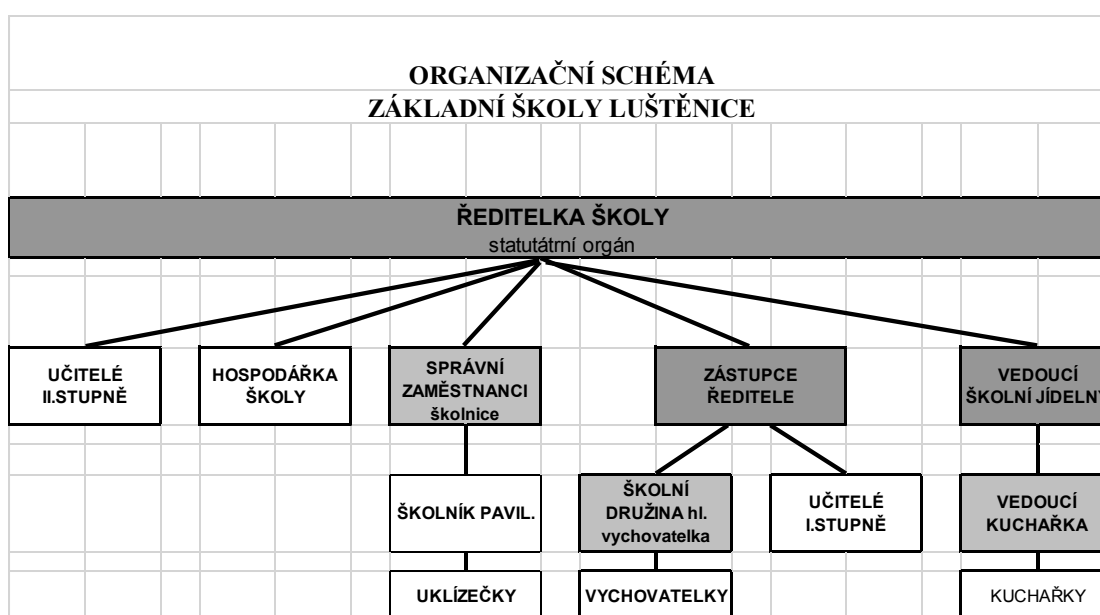 ORGANIZAČNÍ SCHÉMA
ZÁKLADNÍ ŠKOLY LUŠTĚNICE
ŘEDITELKA ŠKOLY
statutátrní orgán
UČITELÉ
II.STUPNĚ
HOSPODÁŘKA
ŠKOLY
SPRÁVNÍ
ZAMĚSTNANCI
školnice
ZÁSTUPCE
ŘEDITELE
VEDOUCÍ
ŠKOLNÍ JÍDELNY
ŠKOLNÍK PAVIL.
ŠKOLNÍ
DRUŽINA hl.
vychovatelka
UČITELÉ
I.STUPNĚ
VEDOUCÍ
KUCHAŘKA
UKLÍZEČKY
VYCHOVATELKY
KUCHAŘKY